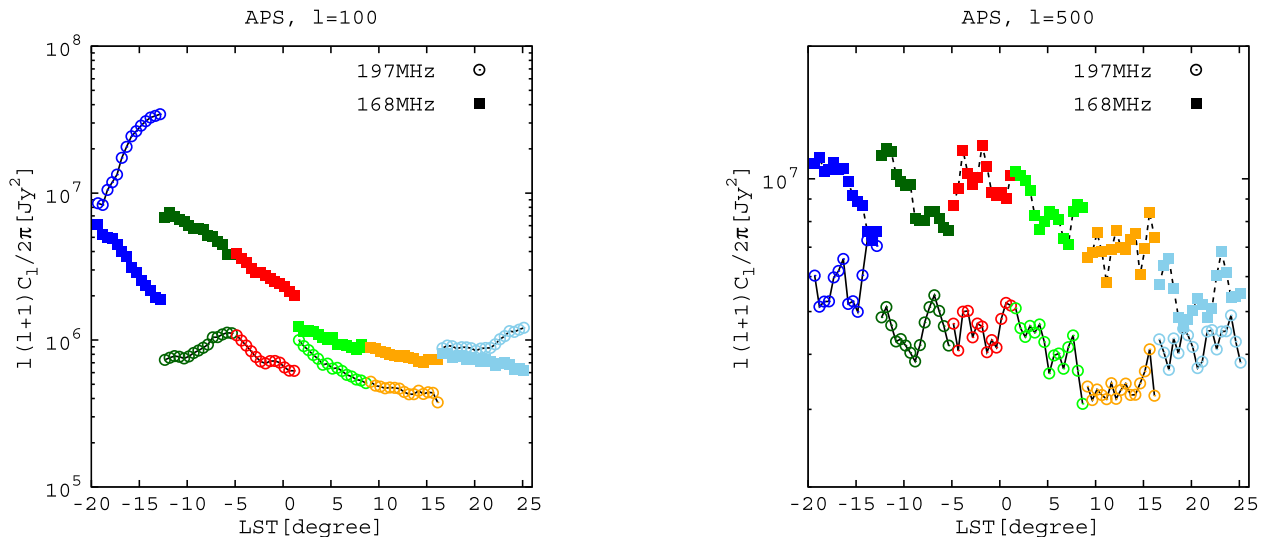 APS, l=100
10^8
10^7
10^6
10^5
l(l+1)C_l/2π[Jy^2]
197MHz
168MHz
-20 -15 -10 -5 0 5 10 15 20 25
LST[degree]
APS, l=500
10^7
l(l+1)C_l/2π[Jy^2]
197MHz
168MHz
-20 -15 -10 -5 0 5 10 15 20 25
LST[degree]